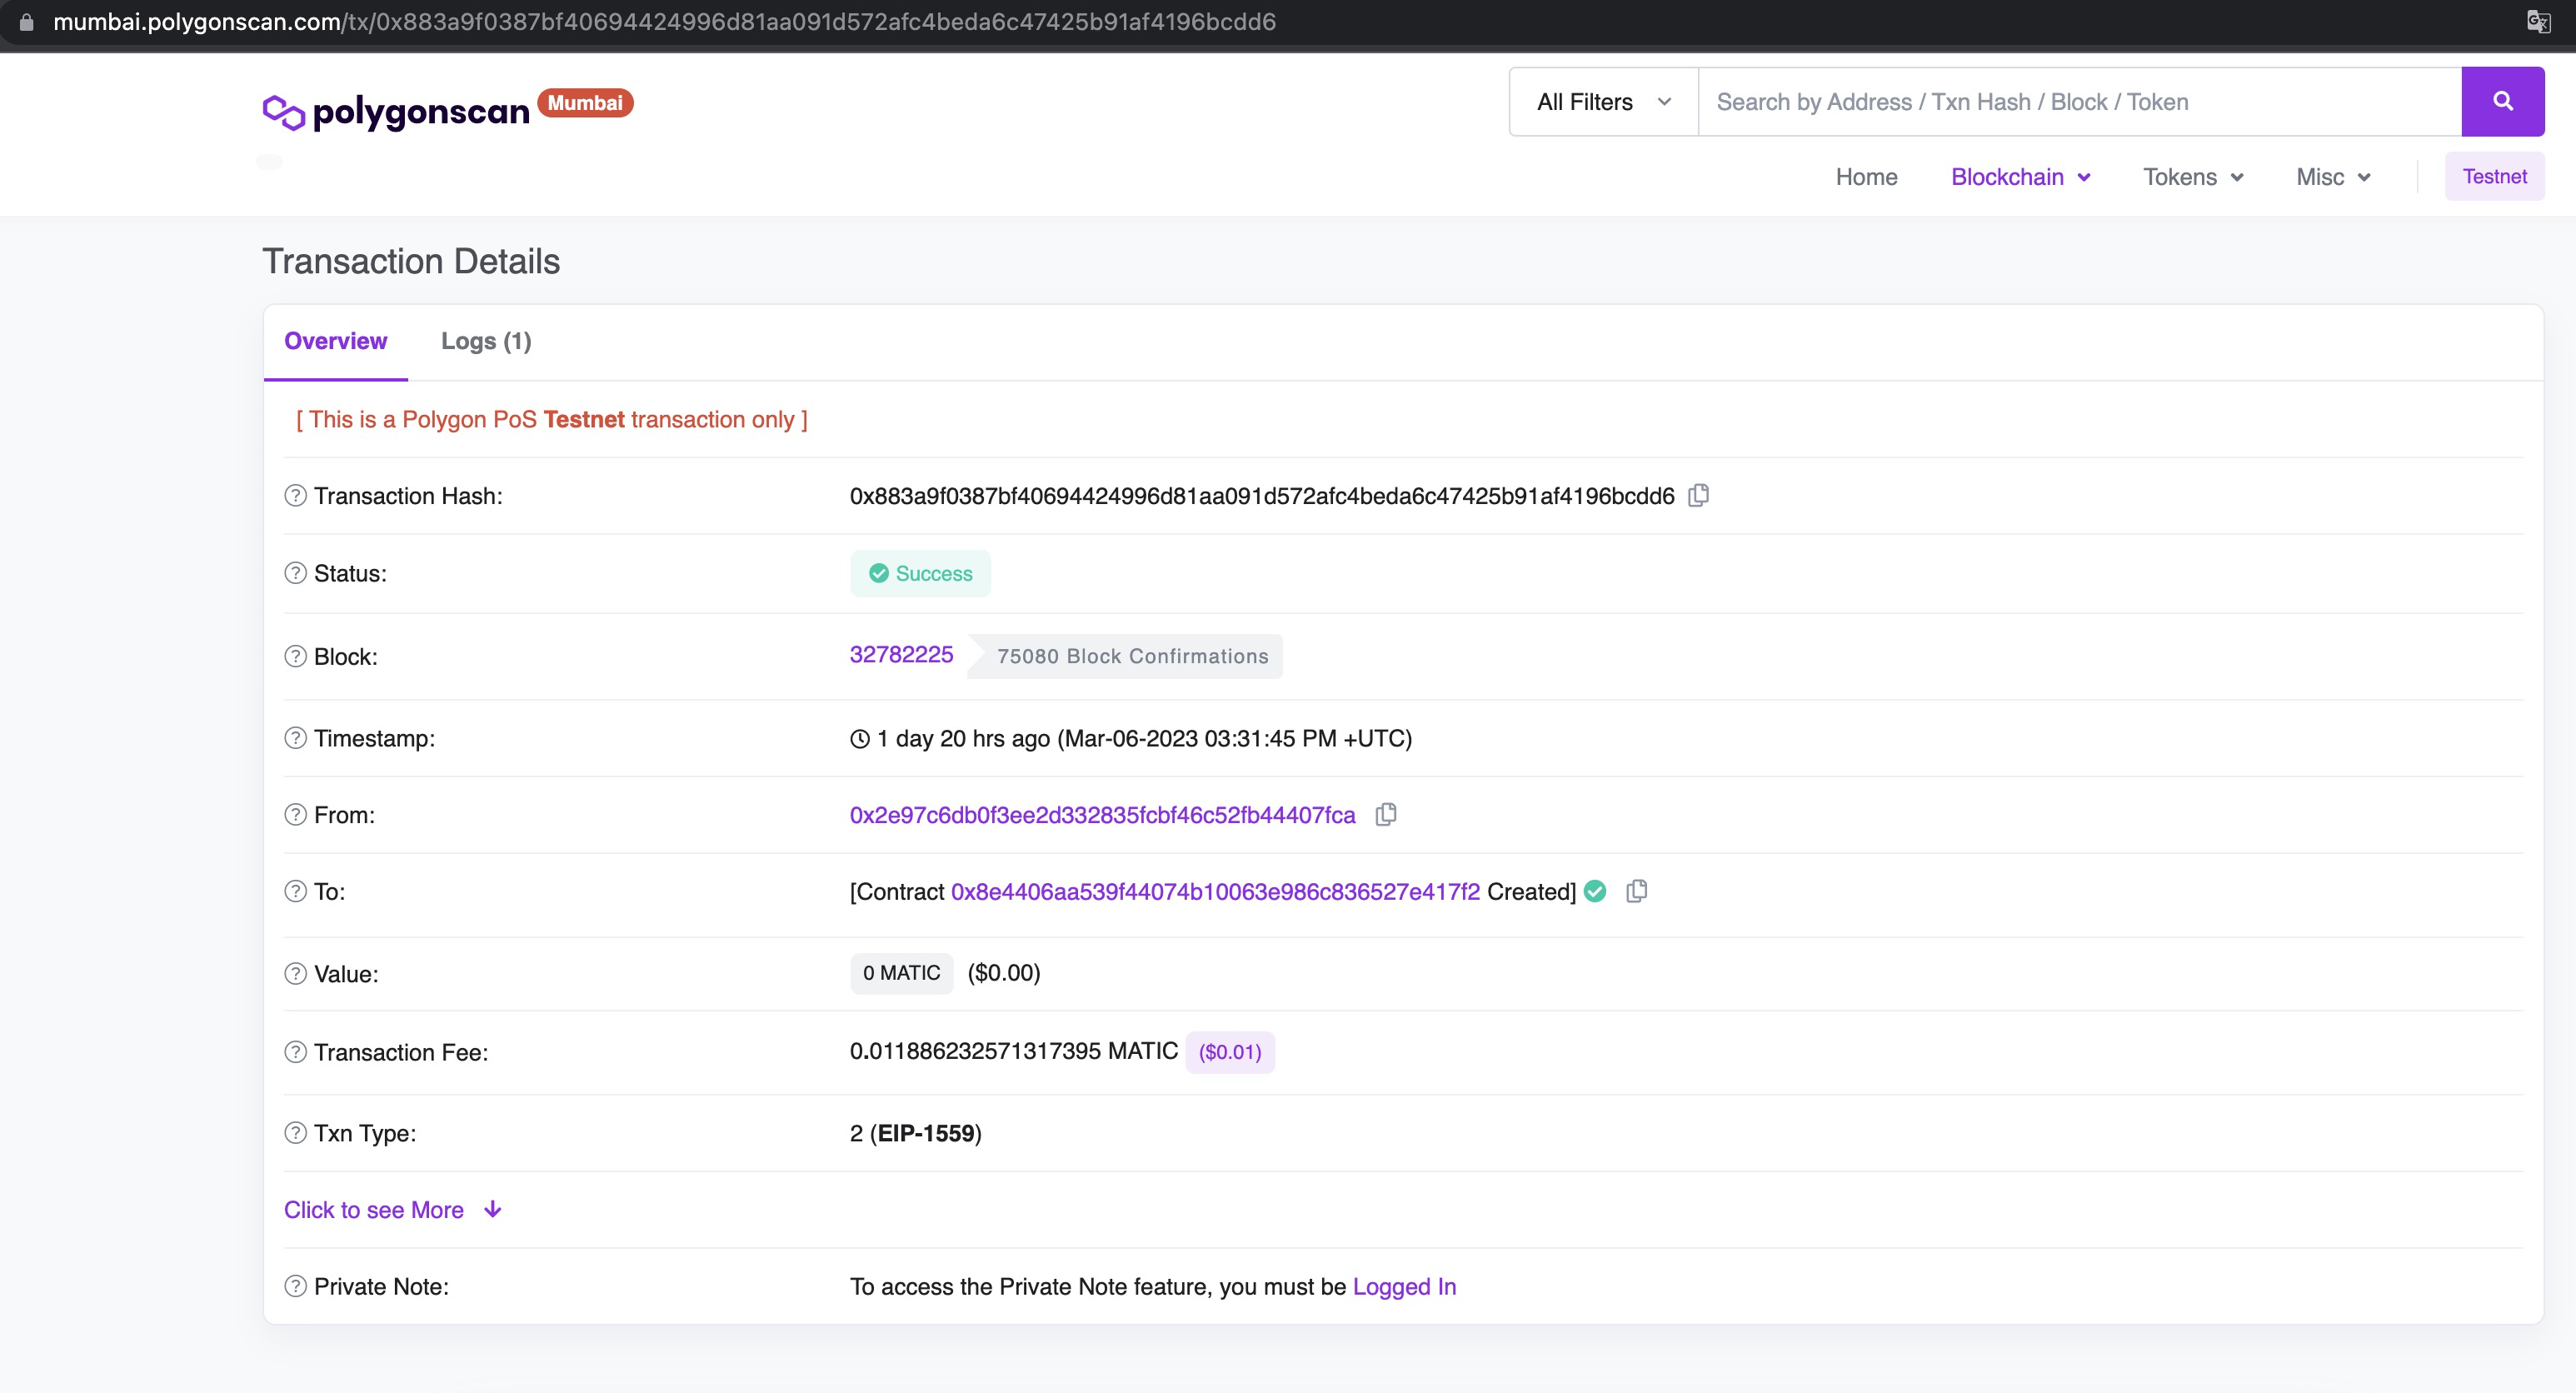 mumbai.polygonscan.com/tx/0x883a9f0387bf40694424996d81aa091d572afc4beda6c47425b91af4196bcdd6
polygonscan Mumbai
All Filters Search by Address / Txn Hash / Block / Token
Home Blockchain Tokens Misc Testnet
Transaction Details
Overview Logs (1)
[ This is a Polygon PoS Testnet transaction only ]
Transaction Hash: 0x883a9f0387bf40694424996d81aa091d572afc4beda6c47425b91af4196bcdd6
Status: Success
Block: 32782225 75080 Block Confirmations
Timestamp: 1 day 20 hrs ago (Mar-06-2023 03:31:45 PM +UTC)
From: 0x2e97c6db0f3ee2d332835fcbf46c52fb44407fca
To: [Contract 0x8e4406aa539f44074b10063e986c836527e417f2 Created]
Value: 0 MATIC ($0.00)
Transaction Fee: 0.011886232571317395 MATIC ($0.01)
Txn Type: 2 (EIP-1559)
Click to see More
Private Note: To access the Private Note feature, you must be Logged In